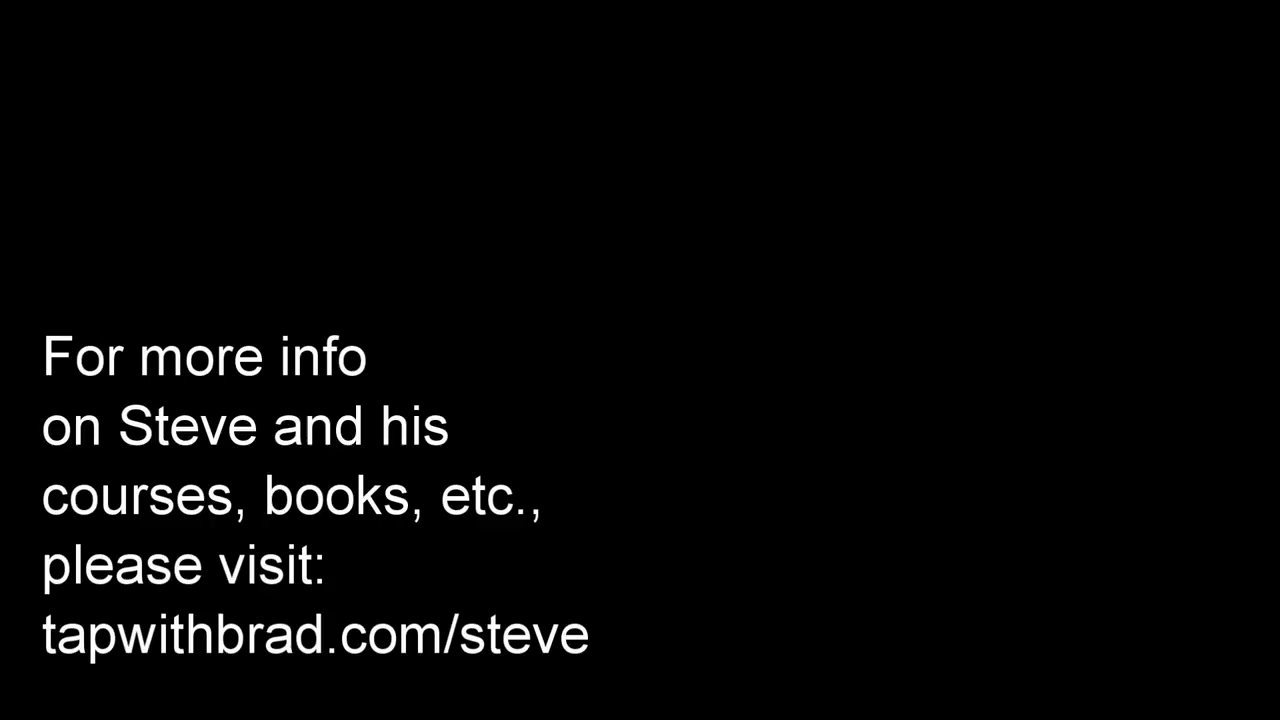 For more info
on Steve and his
courses, books, etc.,
please visit:
tapwithbrad.com/steve